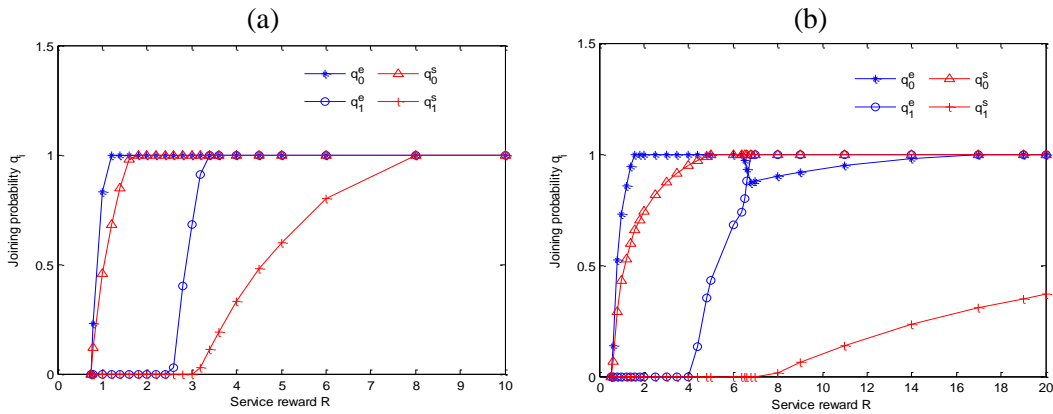 (a)
1.5
1
0.5
0
0 1 2 3 4 5 6 7 8 9 10
Joining probability q_i
Service reward R
q_0^e
q_0^s
q_1^e
q_1^s
(b)
1.5
1
0.5
0
0 2 4 6 8 10 12 14 16 18 20
Joining probability q_i
Service reward R
q_0^e
q_0^s
q_1^e
q_1^s